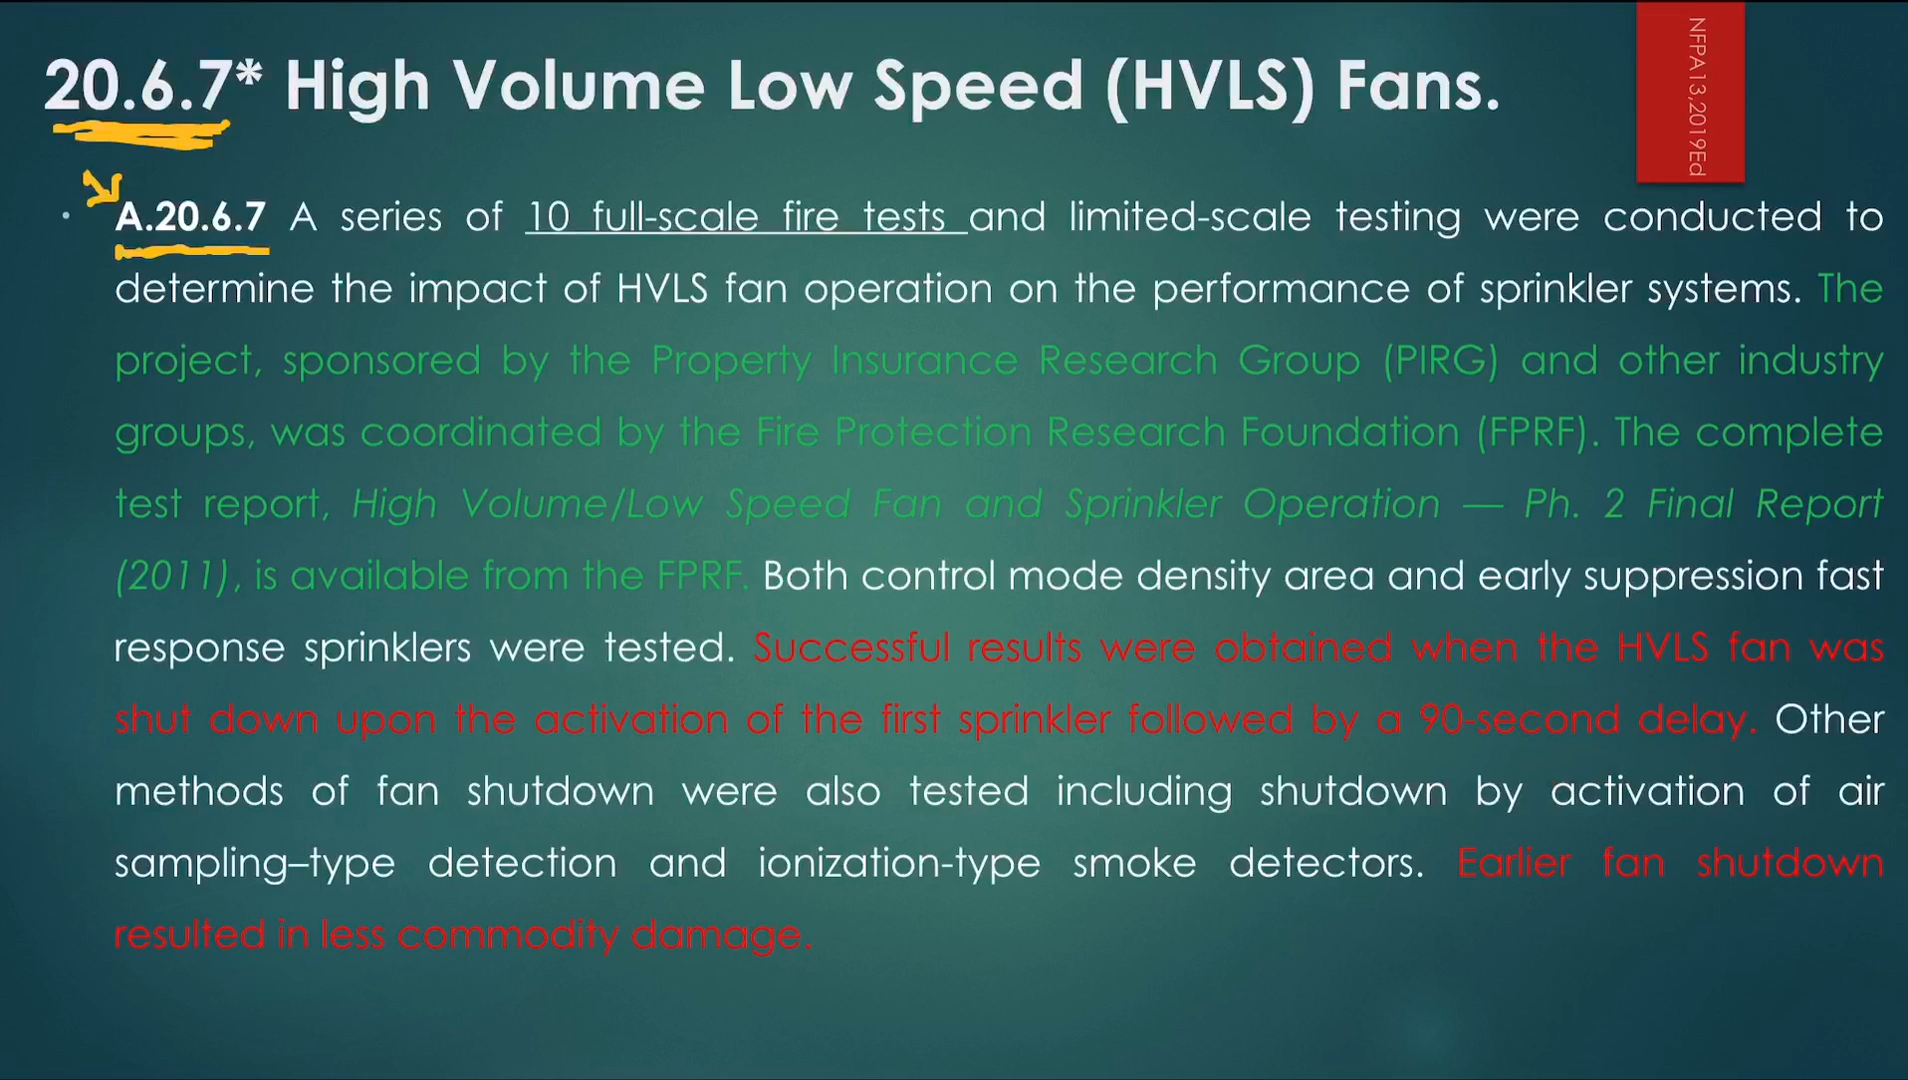 20.6.7* High Volume Low Speed (HVLS) Fans.
NFPA13,2019Ed
• A.20.6.7 A series of 10 full-scale fire tests and limited-scale testing were conducted to
determine the impact of HVLS fan operation on the performance of sprinkler systems. The
project, sponsored by the Property Insurance Research Group (PIRG) and other industry
groups, was coordinated by the Fire Protection Research Foundation (FPRF). The complete
test report, High Volume/Low Speed Fan and Sprinkler Operation — Ph. 2 Final Report
(2011), is available from the FPRF. Both control mode density area and early suppression fast
response sprinklers were tested. Successful results were obtained when the HVLS fan was
shut down upon the activation of the first sprinkler followed by a 90-second delay. Other
methods of fan shutdown were also tested including shutdown by activation of air
sampling–type detection and ionization-type smoke detectors. Earlier fan shutdown
resulted in less commodity damage.